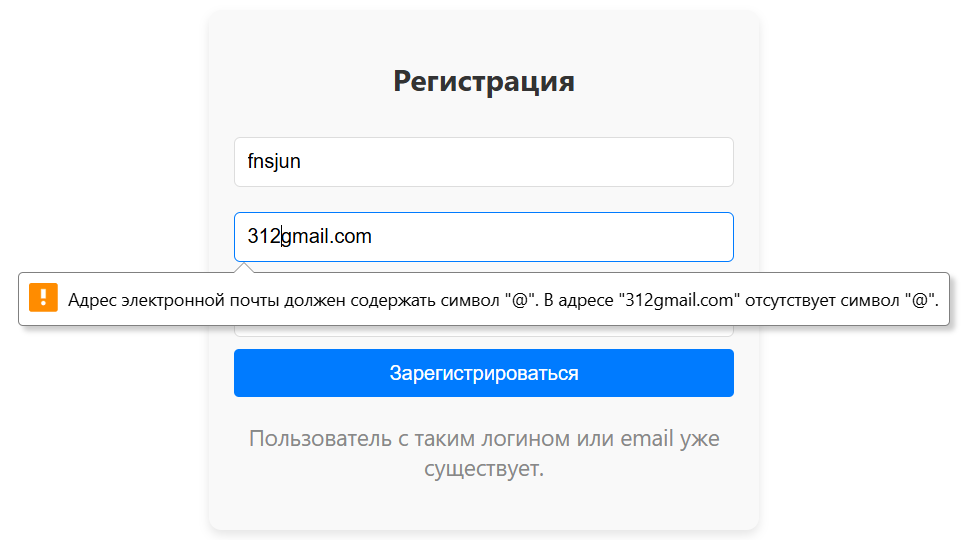 Регистрация
fnsjun
312gmail.com
Адрес электронной почты должен содержать символ "@". В адресе "312gmail.com" отсутствует символ "@".
Зарегистрироваться
Пользователь с таким логином или email уже
существует.